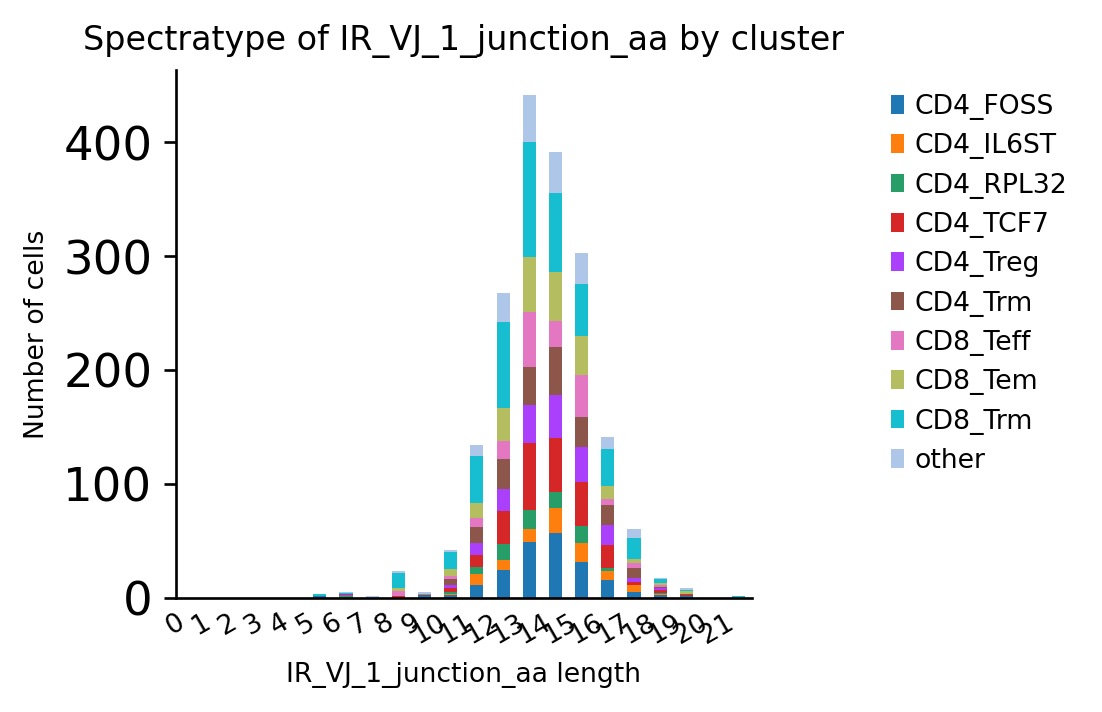 Spectratype of IR_VJ_1_junction_aa by cluster
Number of cells
400
300
200
100
0
0 1 2 3 4 5 6 7 8 9 10 11 12 13 14 15 16 17 18 19 20 21
IR_VJ_1_junction_aa length
CD4_FOSS
CD4_IL6ST
CD4_RPL32
CD4_TCF7
CD4_Treg
CD4_Trm
CD8_Teff
CD8_Tem
CD8_Trm
other